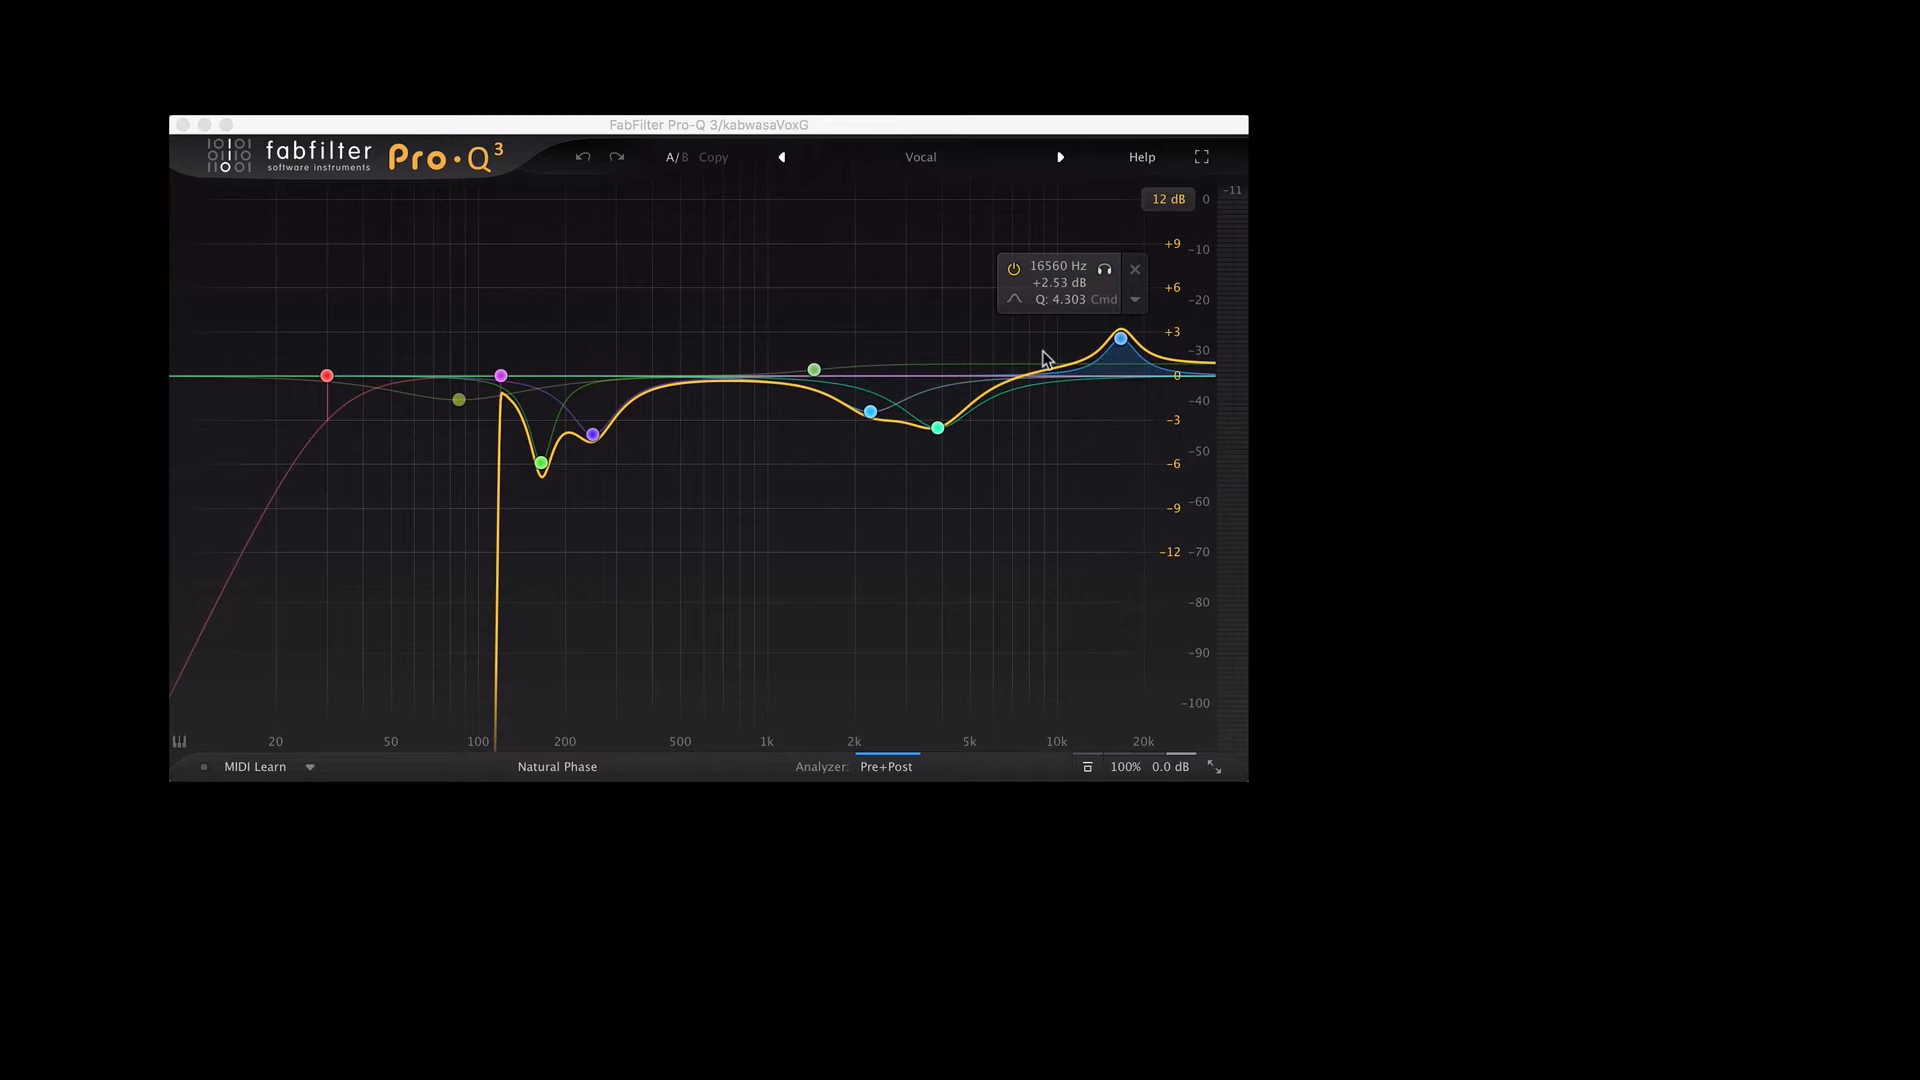 FabFilter Pro-Q 3/kabwasaVoxG
fabfilter
software instruments
Pro·Q 3
A/B Copy
Vocal
Help
12 dB
0
-11
+9
-10
16560 Hz
+2.53 dB
Q: 4.303 Cmd
+6
-20
+3
-30
0
-40
-3
-50
-6
-60
-9
-12
-70
-80
-90
-100
20 50 100 200 500 1k 2k 5k 10k 20k
MIDI Learn
Natural Phase
Analyzer: Pre+Post
100%
0.0 dB